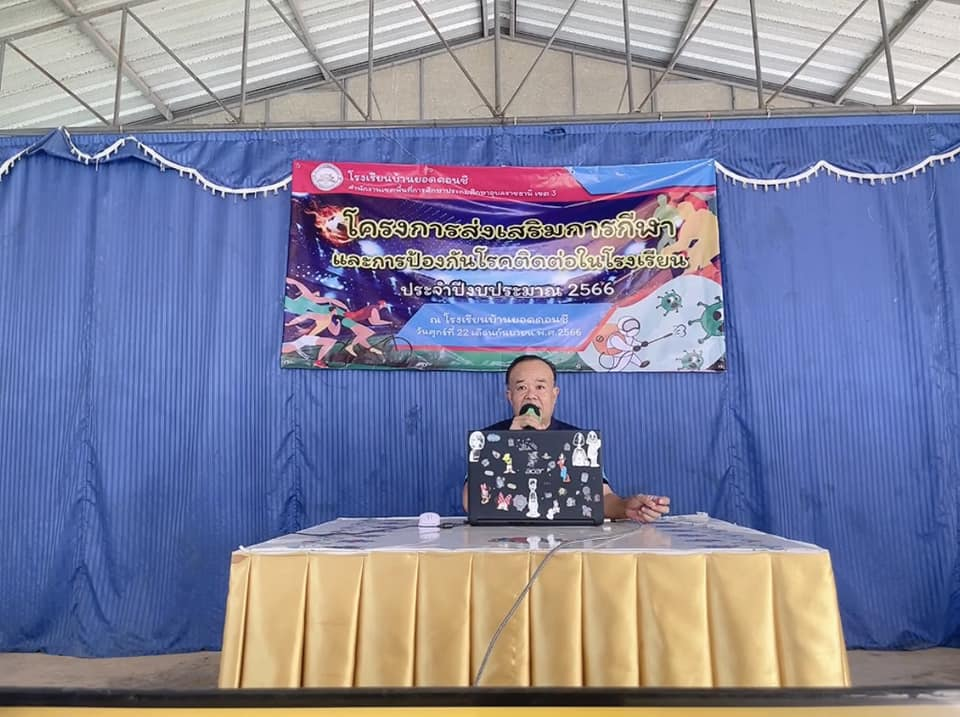 โรงเรียนบ้านยอดดอนชี
สำนักงานเขตพื้นที่การศึกษาประถมศึกษาอุบลราชธานี เขต 3
โครงการส่งเสริมการกีฬา
และการป้องกันโรคติดต่อในโรงเรียน
ประจำปีงบประมาณ 2566
ณ โรงเรียนบ้านยอดดอนชี
วันศุกร์ที่ 22 เดือนกันยายน พ.ศ.2566
acer